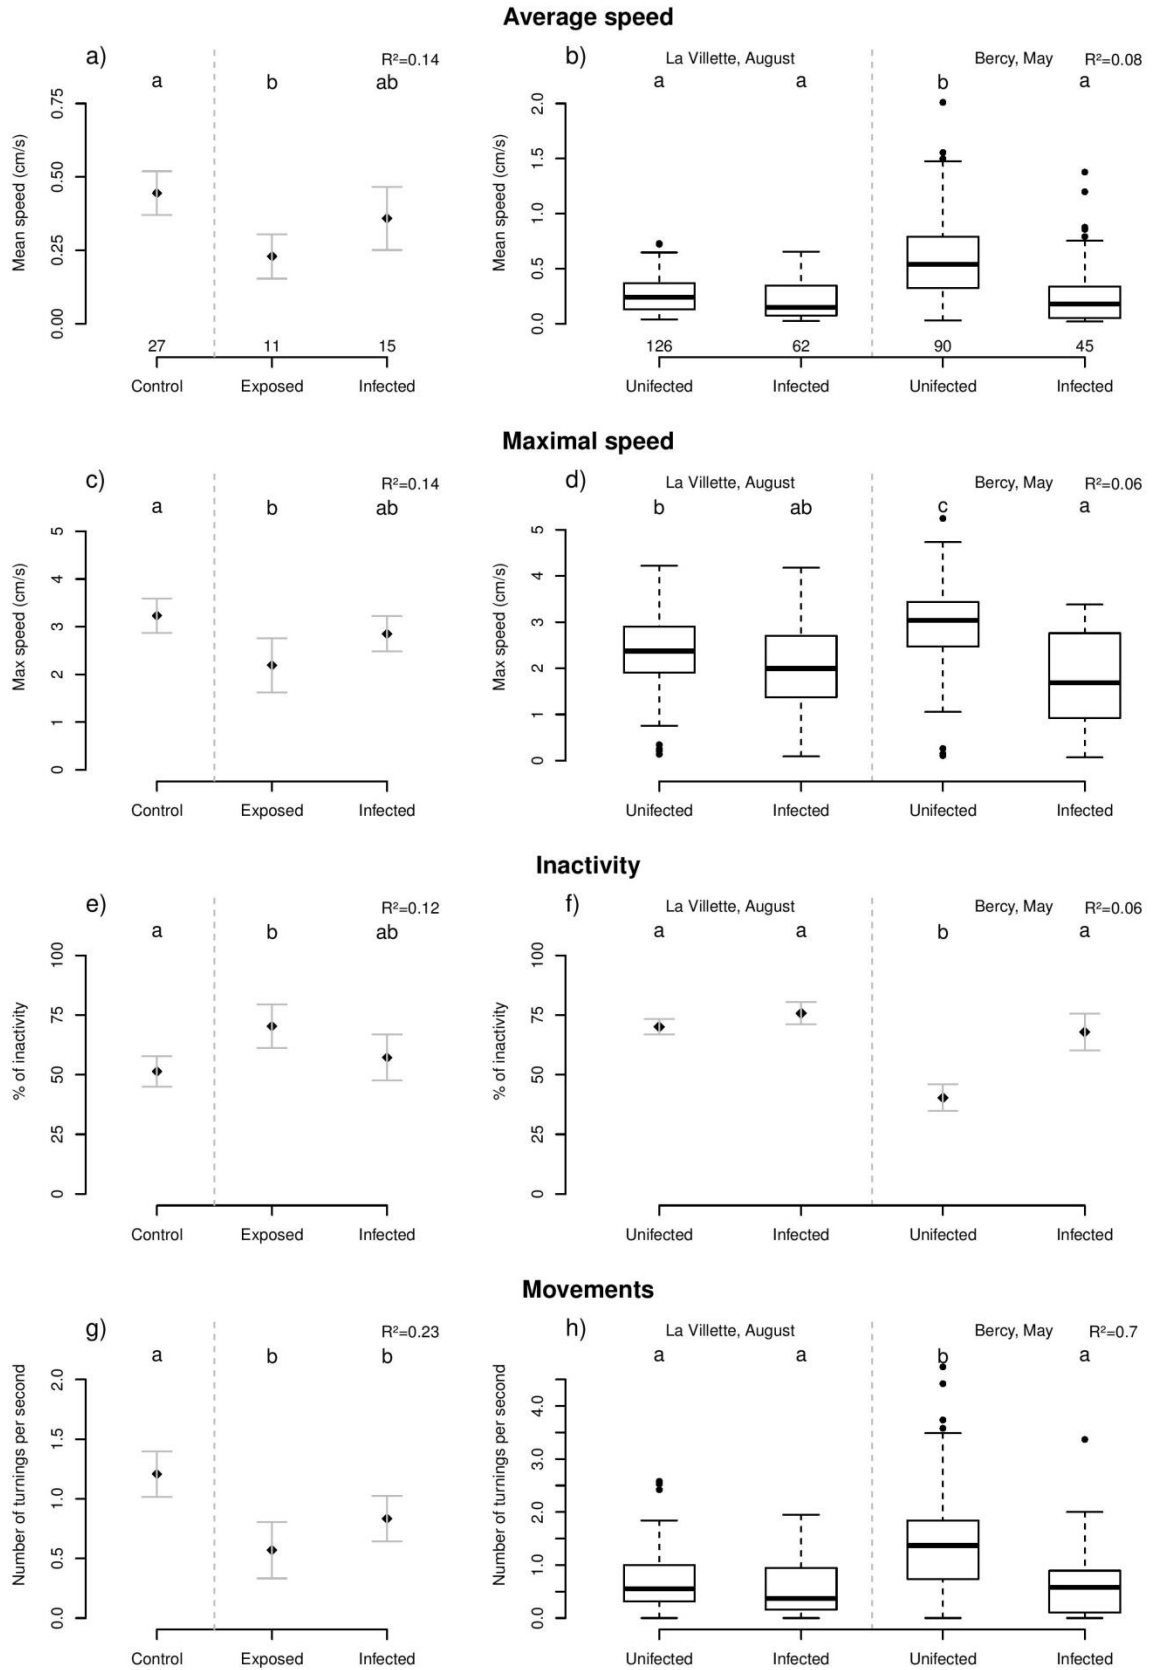 Average speed
a)
R²=0.14
a b ab
Mean speed (cm/s)
0.75
0.50
0.25
0.00
27 11 15
Control Exposed Infected
b)
La Villette, August Bercy, May R²=0.08
a a b a
Mean speed (cm/s)
2.0
1.5
1.0
0.5
0.0
126 62 90 45
Unifected Infected Unifected Infected
Maximal speed
c)
R²=0.14
a b ab
Max speed (cm/s)
5
4
3
2
1
0
Control Exposed Infected
d)
La Villette, August Bercy, May R²=0.06
b ab c a
Max speed (cm/s)
5
4
3
2
1
0
Unifected Infected Unifected Infected
Inactivity
e)
R²=0.12
a b ab
% of inactivity
100
75
50
25
0
Control Exposed Infected
f)
La Villette, August Bercy, May R²=0.06
a a b a
% of inactivity
100
75
50
25
0
Unifected Infected Unifected Infected
Movements
g)
R²=0.23
a b b
Number of turnings per second
2.0
1.5
1.0
0.5
0.0
Control Exposed Infected
h)
La Villette, August Bercy, May R²=0.7
a a b a
Number of turnings per second
4.0
3.0
2.0
1.0
0.0
Unifected Infected Unifected Infected